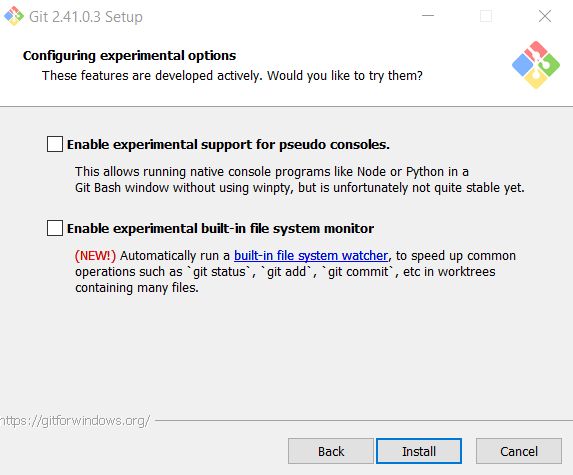 Git 2.41.0.3 Setup
Configuring experimental options
These features are developed actively. Would you like to try them?
Enable experimental support for pseudo consoles.
This allows running native console programs like Node or Python in a
Git Bash window without using winpty, but is unfortunately not quite stable yet.
Enable experimental built-in file system monitor
(NEW!) Automatically run a built-in file system watcher, to speed up common
operations such as `git status`, `git add`, `git commit`, etc in worktrees
containing many files.
https://gitforwindows.org/
Back
Install
Cancel